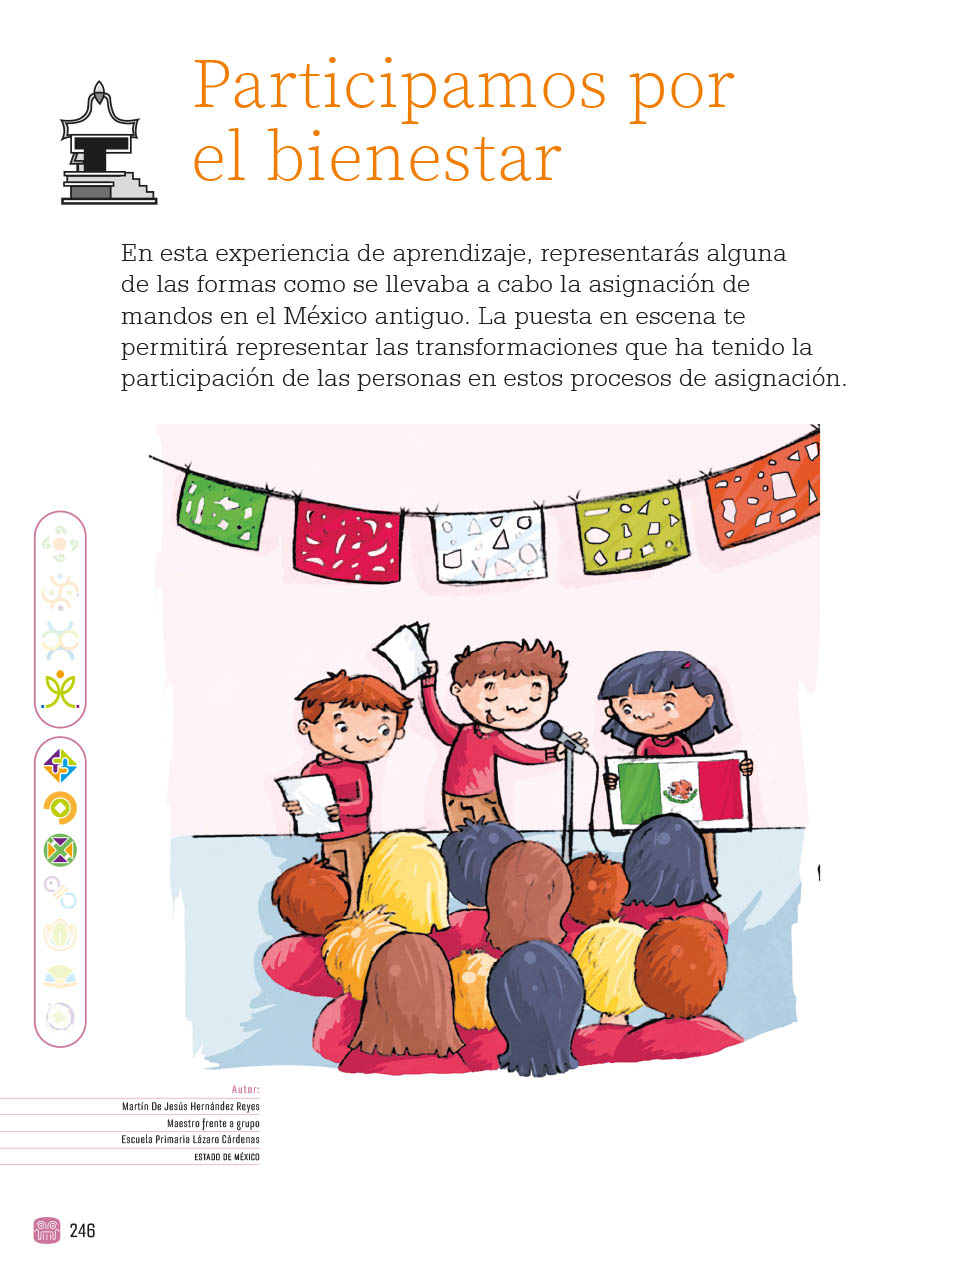 Participamos por
el bienestar
En esta experiencia de aprendizaje, representarás alguna
de las formas como se llevaba a cabo la asignación de
mandos en el México antiguo. La puesta en escena te
permitirá representar las transformaciones que ha tenido la
participación de las personas en estos procesos de asignación.
Autor:
Martín De Jesús Hernández Reyes
Maestro frente a grupo
Escuela Primaria Lázaro Cárdenas
ESTADO DE MÉXICO
246